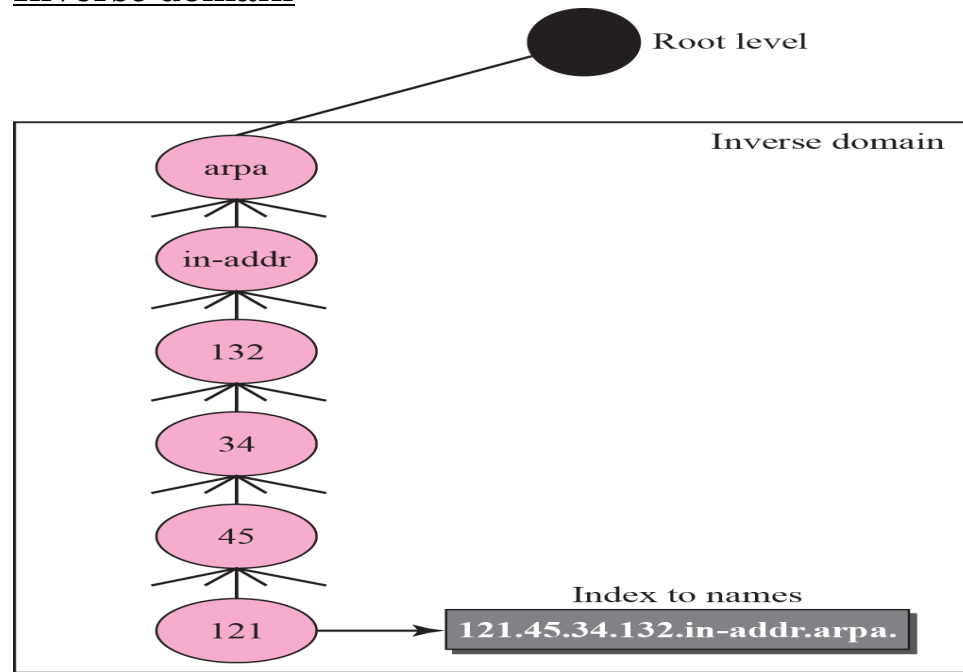 Inverse domain
Root level
Inverse domain
arpa
in-addr
132
34
45
Index to names
121
121.45.34.132.in-addr.arpa.